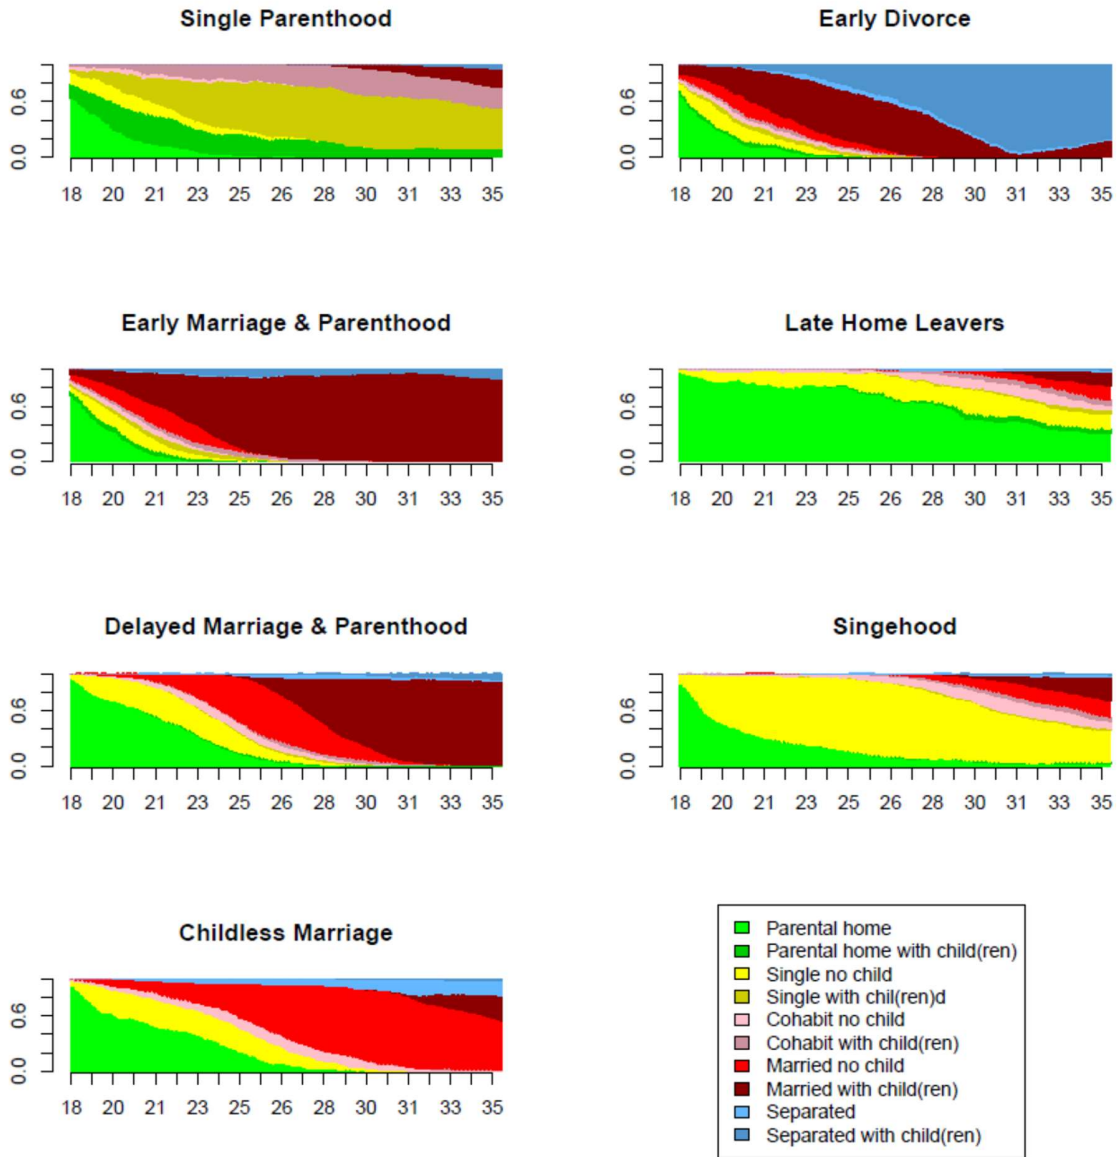 Single Parenthood
0.6
0.0
18 20 21 23 25 26 28 30 31 33 35
Early Divorce
0.6
0.0
18 20 21 23 25 26 28 30 31 33 35
Early Marriage & Parenthood
0.6
0.0
18 20 21 23 25 26 28 30 31 33 35
Late Home Leavers
0.6
0.0
18 20 21 23 25 26 28 30 31 33 35
Delayed Marriage & Parenthood
0.6
0.0
18 20 21 23 25 26 28 30 31 33 35
Singehood
0.6
0.0
18 20 21 23 25 26 28 30 31 33 35
Childless Marriage
0.6
0.0
18 20 21 23 25 26 28 30 31 33 35
Parental home
Parental home with child(ren)
Single no child
Single with chil(ren)d
Cohabit no child
Cohabit with child(ren)
Married no child
Married with child(ren)
Separated
Separated with child(ren)